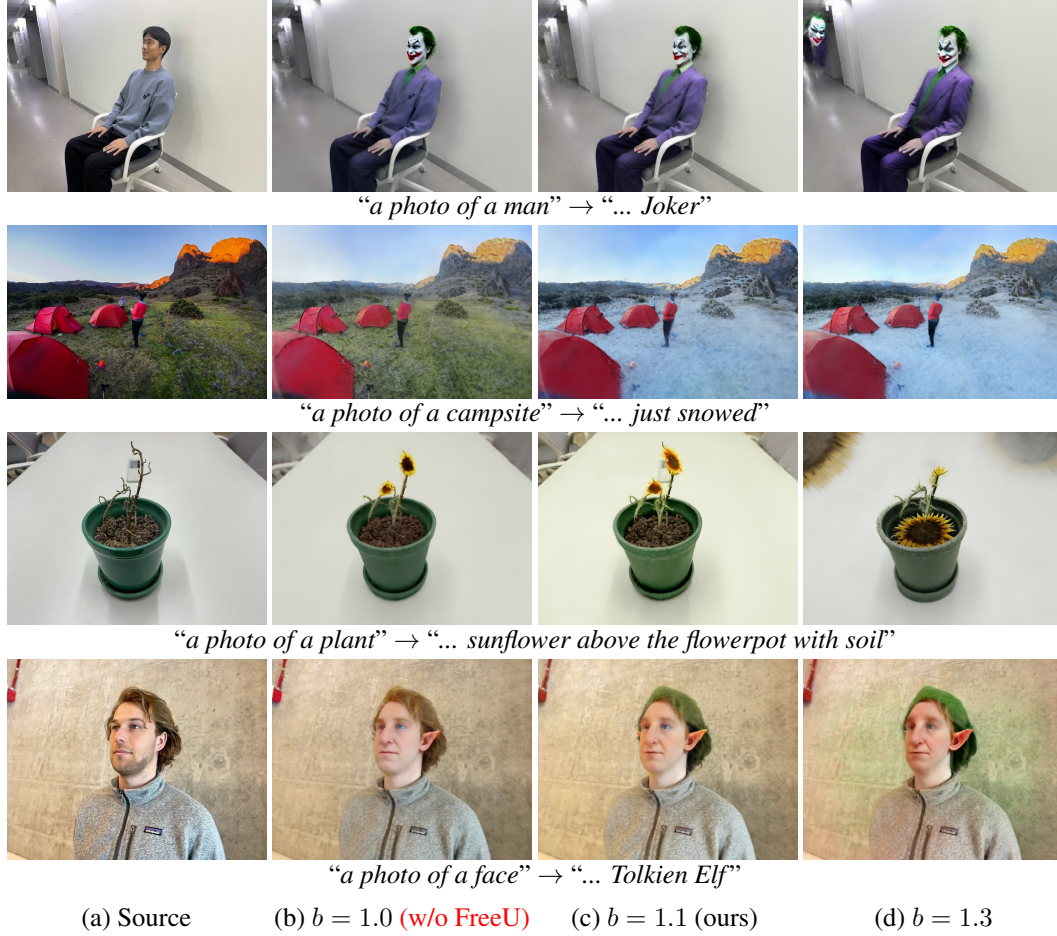 “a photo of a man” → “... Joker”
“a photo of a campsite” → “... just snowed”
“a photo of a plant” → “... sunflower above the flowerpot with soil”
“a photo of a face” → “... Tolkien Elf”
(a) Source (b) b = 1.0 (w/o FreeU) (c) b = 1.1 (ours) (d) b = 1.3